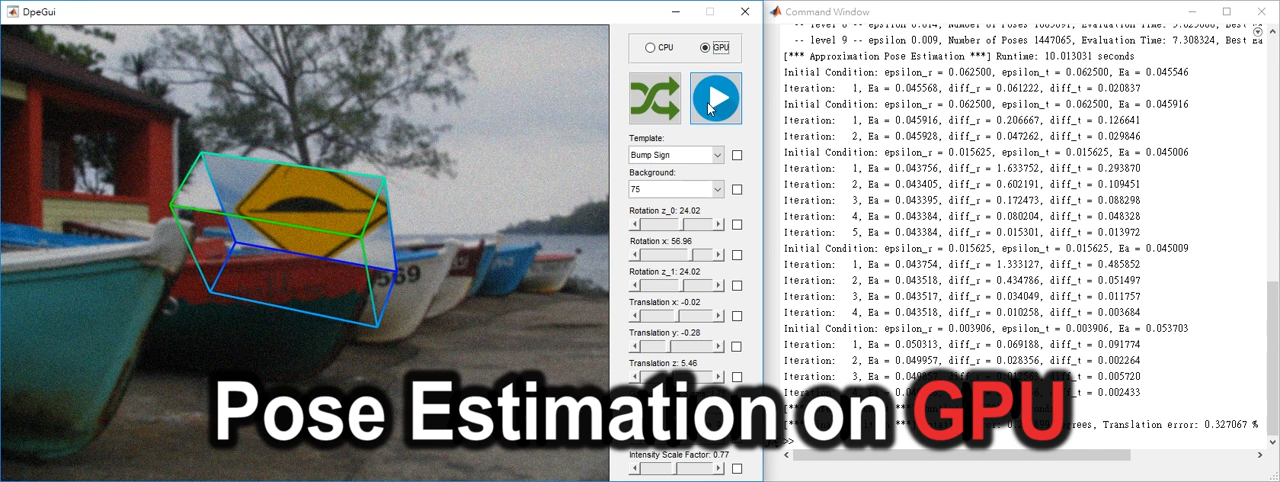 DpeGui
CPU
GPU
Template:
Bump Sign
Background:
75
Rotation z_0: 24.02
Rotation x: 56.96
Rotation z_1: 24.02
Translation x: -0.02
Translation y: -0.28
Translation z: 5.46
Intensity Scale Factor: 0.77
569
Command Window
-- level 9 -- epsilon 0.009, Number of Poses 1447065, Evaluation Time: 7.308324, Best Ea
[*** Approximation Pose Estimation ***] Runtime: 10.013031 seconds
Initial Condition: epsilon_r = 0.062500, epsilon_t = 0.062500, Ea = 0.045546
Iteration: 1, Ea = 0.045568, diff_r = 0.061222, diff_t = 0.020837
Initial Condition: epsilon_r = 0.062500, epsilon_t = 0.062500, Ea = 0.045916
Iteration: 1, Ea = 0.045916, diff_r = 0.206667, diff_t = 0.126641
Iteration: 2, Ea = 0.045928, diff_r = 0.047262, diff_t = 0.029846
Initial Condition: epsilon_r = 0.015625, epsilon_t = 0.015625, Ea = 0.045006
Iteration: 1, Ea = 0.043756, diff_r = 1.633752, diff_t = 0.293870
Iteration: 2, Ea = 0.043405, diff_r = 0.602191, diff_t = 0.109451
Iteration: 3, Ea = 0.043395, diff_r = 0.172473, diff_t = 0.088298
Iteration: 4, Ea = 0.043384, diff_r = 0.080204, diff_t = 0.048328
Iteration: 5, Ea = 0.043384, diff_r = 0.015301, diff_t = 0.013972
Initial Condition: epsilon_r = 0.015625, epsilon_t = 0.015625, Ea = 0.045009
Iteration: 1, Ea = 0.043754, diff_r = 1.333127, diff_t = 0.485852
Iteration: 2, Ea = 0.043518, diff_r = 0.434786, diff_t = 0.051497
Iteration: 3, Ea = 0.043517, diff_r = 0.034049, diff_t = 0.011757
Iteration: 4, Ea = 0.043518, diff_r = 0.010258, diff_t = 0.003684
Initial Condition: epsilon_r = 0.003906, epsilon_t = 0.003906, Ea = 0.053703
Iteration: 1, Ea = 0.050313, diff_r = 0.069188, diff_t = 0.091774
Iteration: 2, Ea = 0.049957, diff_r = 0.028356, diff_t = 0.002264
Iteration: 3, Ea = 0.005720
= 0.002433
Translation error: 0.327067 %
>>
Pose Estimation on GPU